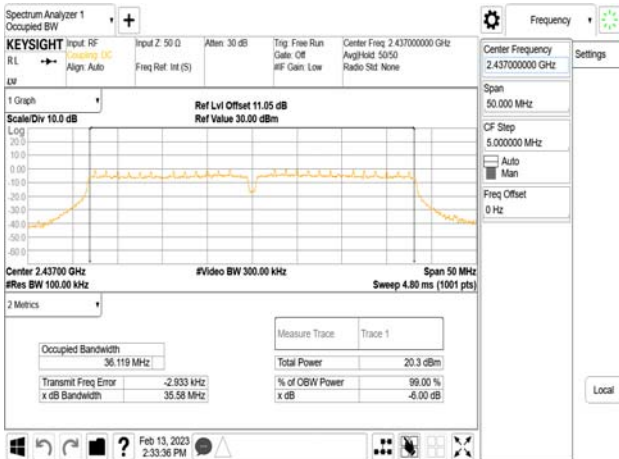 Spectrum Analyzer 1
Occupied BW
+
Frequency
KEYSIGHT
RL
Input: RF
Coupling: DC
Align: Auto
Input Z: 50 Ω
Freq Ref: Int (S)
Atten: 30 dB
Trig: Free Run
Gate: Off
#IF Gain: Low
Center Freq: 2.437000000 GHz
Avg|Hold: 50/50
Radio Std: None
LXI
Center Frequency
2.437000000 GHz
Settings
Span
50.000 MHz
CF Step
5.000000 MHz
Auto
Man
Freq Offset
0 Hz
1 Graph
Ref Lvl Offset 11.05 dB
Scale/Div 10.0 dB
Ref Value 30.00 dBm
Log
20.0
10.0
0.00
-10.0
-20.0
-30.0
-40.0
-50.0
-60.0
Center 2.43700 GHz
#Video BW 300.00 kHz
Span 50 MHz
#Res BW 100.00 kHz
Sweep 4.80 ms (1001 pts)
2 Metrics
Measure Trace
Trace 1
Occupied Bandwidth
36.119 MHz
Total Power
20.3 dBm
Transmit Freq Error
-2.933 kHz
% of OBW Power
99.00 %
x dB Bandwidth
35.58 MHz
x dB
-6.00 dB
Local
?
Feb 13, 2023
2:33:36 PM